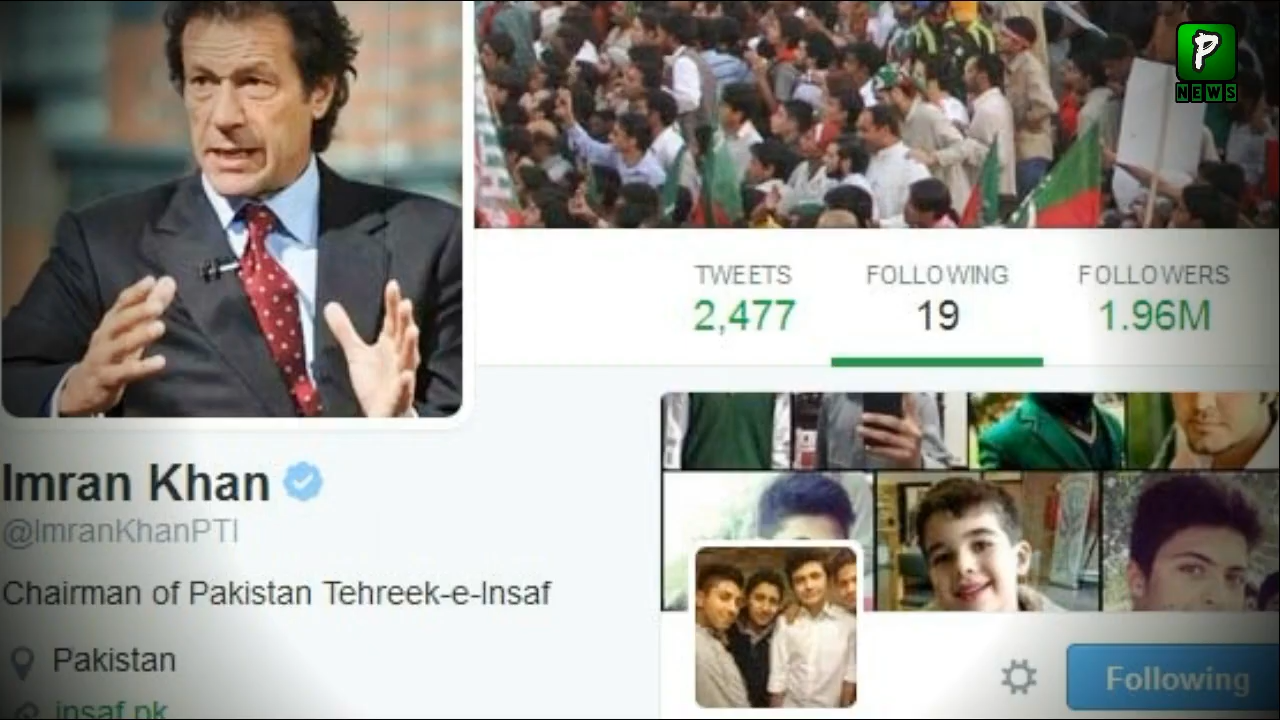 P
NEWS
TWEETS FOLLOWING FOLLOWERS
2,477 19 1.96M
Imran Khan
@ImranKhanPTI
Chairman of Pakistan Tehreek-e-Insaf
Pakistan
insaf.pk
Following